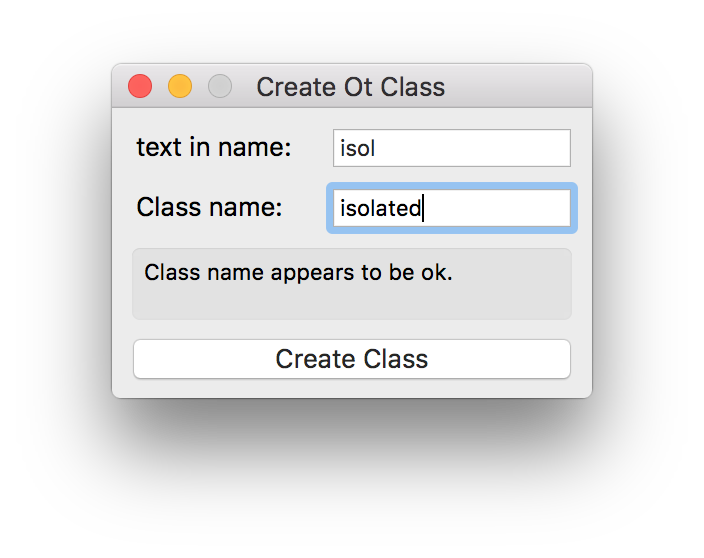 Create Ot Class
text in name: isol
Class name: isolated
Class name appears to be ok.
Create Class